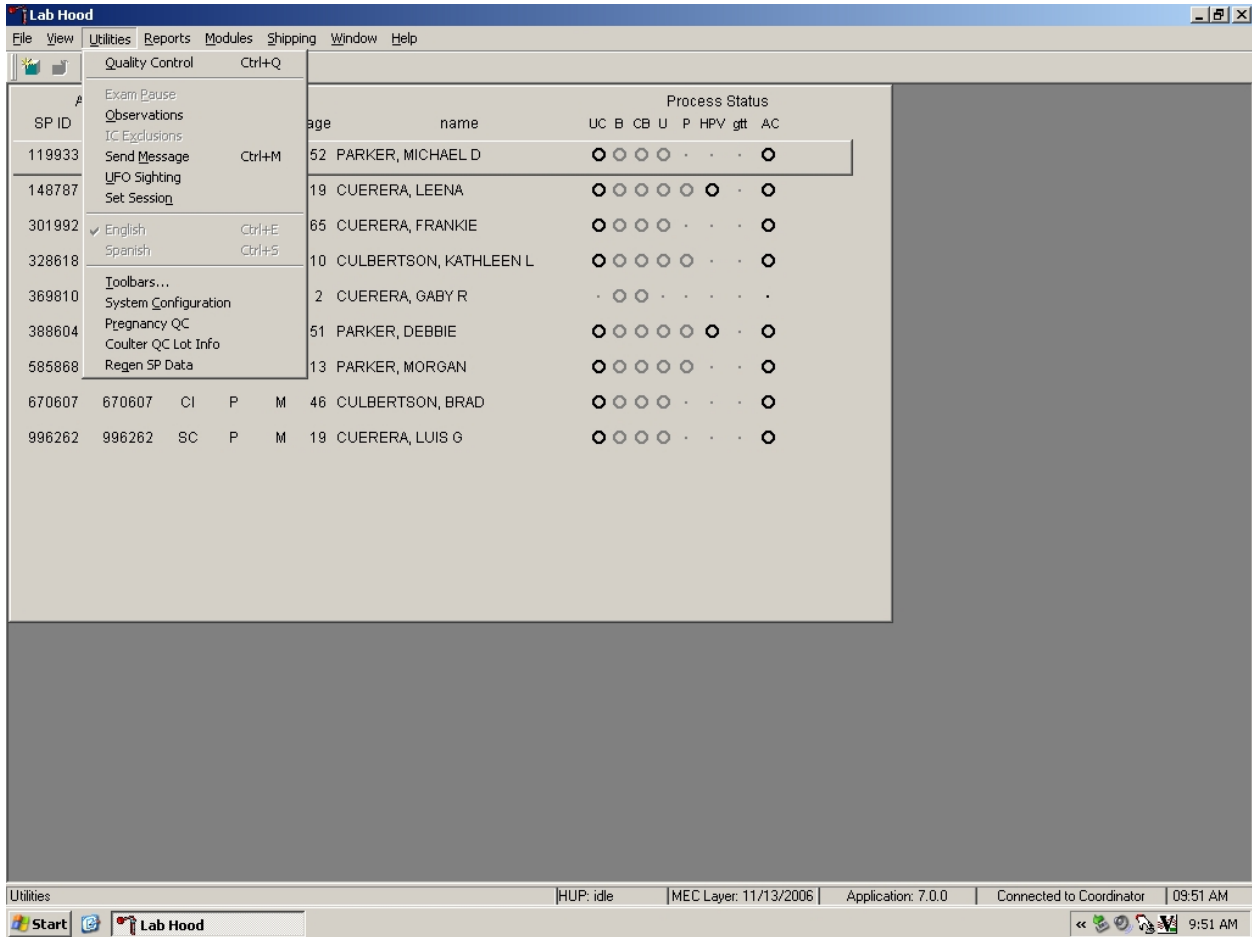 Lab Hood
File View Utilities Reports Modules Shipping Window Help
Quality Control Ctrl+Q
Exam Pause
Observations
IC Exclusions
Send Message Ctrl+M
UFO Sighting
Set Session
English Ctrl+E
Spanish Ctrl+S
Toolbars...
System Configuration
Pregnancy QC
Coulter QC Lot Info
Regen SP Data
Process Status
SP ID age name UC B CB U P HPV gtt AC
119933 52 PARKER, MICHAEL D
148787 19 CUERERA, LEENA
301992 65 CUERERA, FRANKIE
328618 10 CULBERTSON, KATHLEEN L
369810 2 CUERERA, GABY R
388604 51 PARKER, DEBBIE
585868 13 PARKER, MORGAN
670607 670607 CI P M 46 CULBERTSON, BRAD
996262 996262 SC P M 19 CUERERA, LUIS G
Utilities HUP: idle MEC Layer: 11/13/2006 Application: 7.0.0 Connected to Coordinator 09:51 AM
Start Lab Hood « 9:51 AM